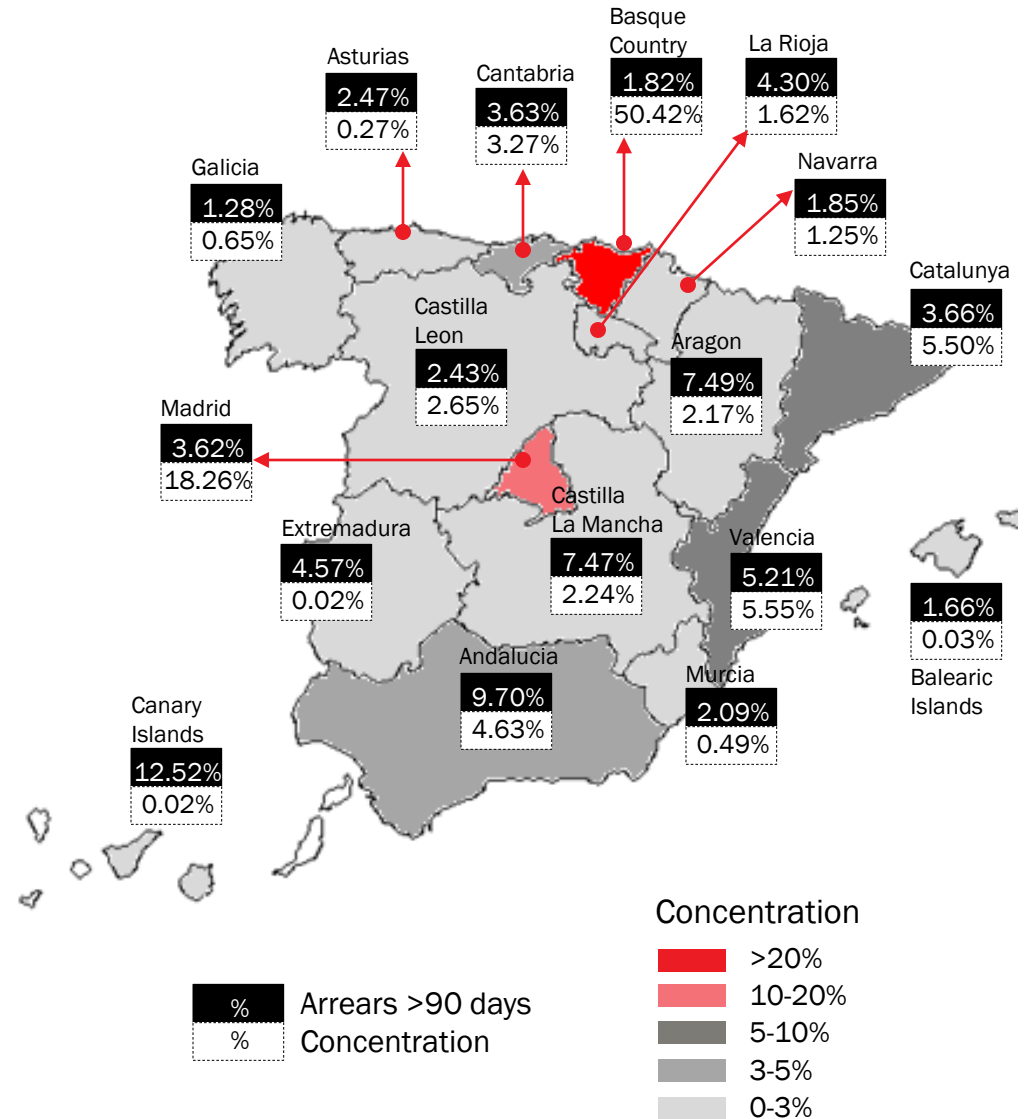 Basque
Country
1.82%
50.42%
La Rioja
4.30%
1.62%
Asturias
2.47%
0.27%
Cantabria
3.63%
3.27%
Galicia
1.28%
0.65%
Navarra
1.85%
1.25%
Catalunya
3.66%
5.50%
Castilla
Leon
2.43%
2.65%
Aragon
7.49%
2.17%
Madrid
3.62%
18.26%
Castilla
La Mancha
7.47%
2.24%
Extremadura
4.57%
0.02%
Valencia
5.21%
5.55%
1.66%
0.03%
Balearic
Islands
Andalucia
9.70%
4.63%
Murcia
2.09%
0.49%
Canary
Islands
12.52%
0.02%
Concentration
>20%
10-20%
5-10%
3-5%
0-3%
% Arrears >90 days
% Concentration